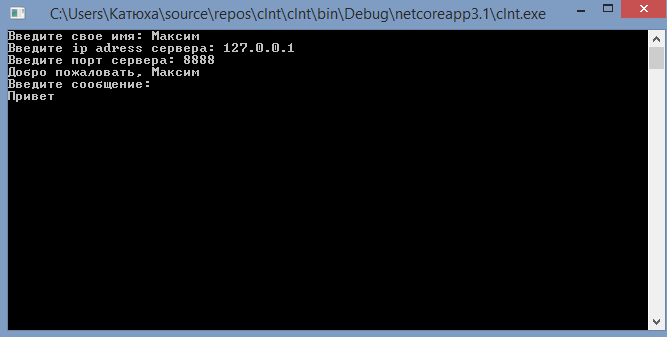 C:\Users\Катюха\source\repos\clnt\clnt\bin\Debug\netcoreapp3.1\clnt.exe
Введите свое имя: Максим
Введите ip adress сервера: 127.0.0.1
Введите порт сервера: 8888
Добро пожаловать, Максим
Введите сообщение:
Привет